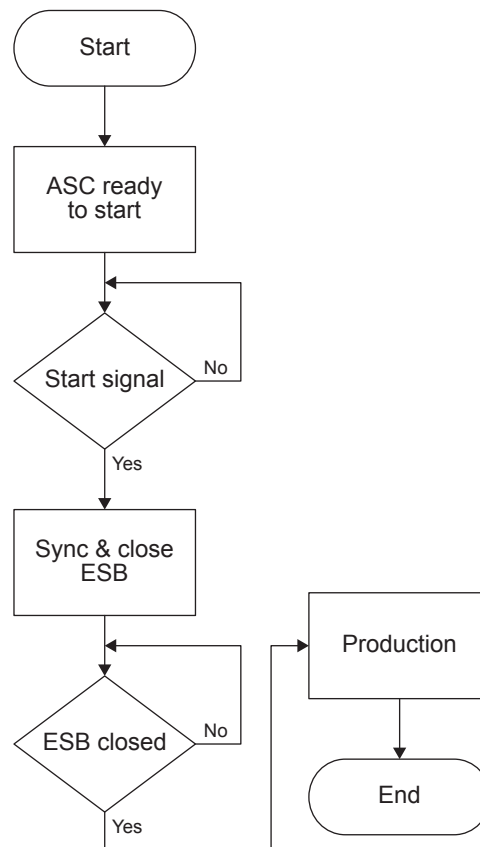 Start
ASC ready
to start
Start signal
No
Yes
Sync & close
ESB
ESB closed
No
Yes
Production
End